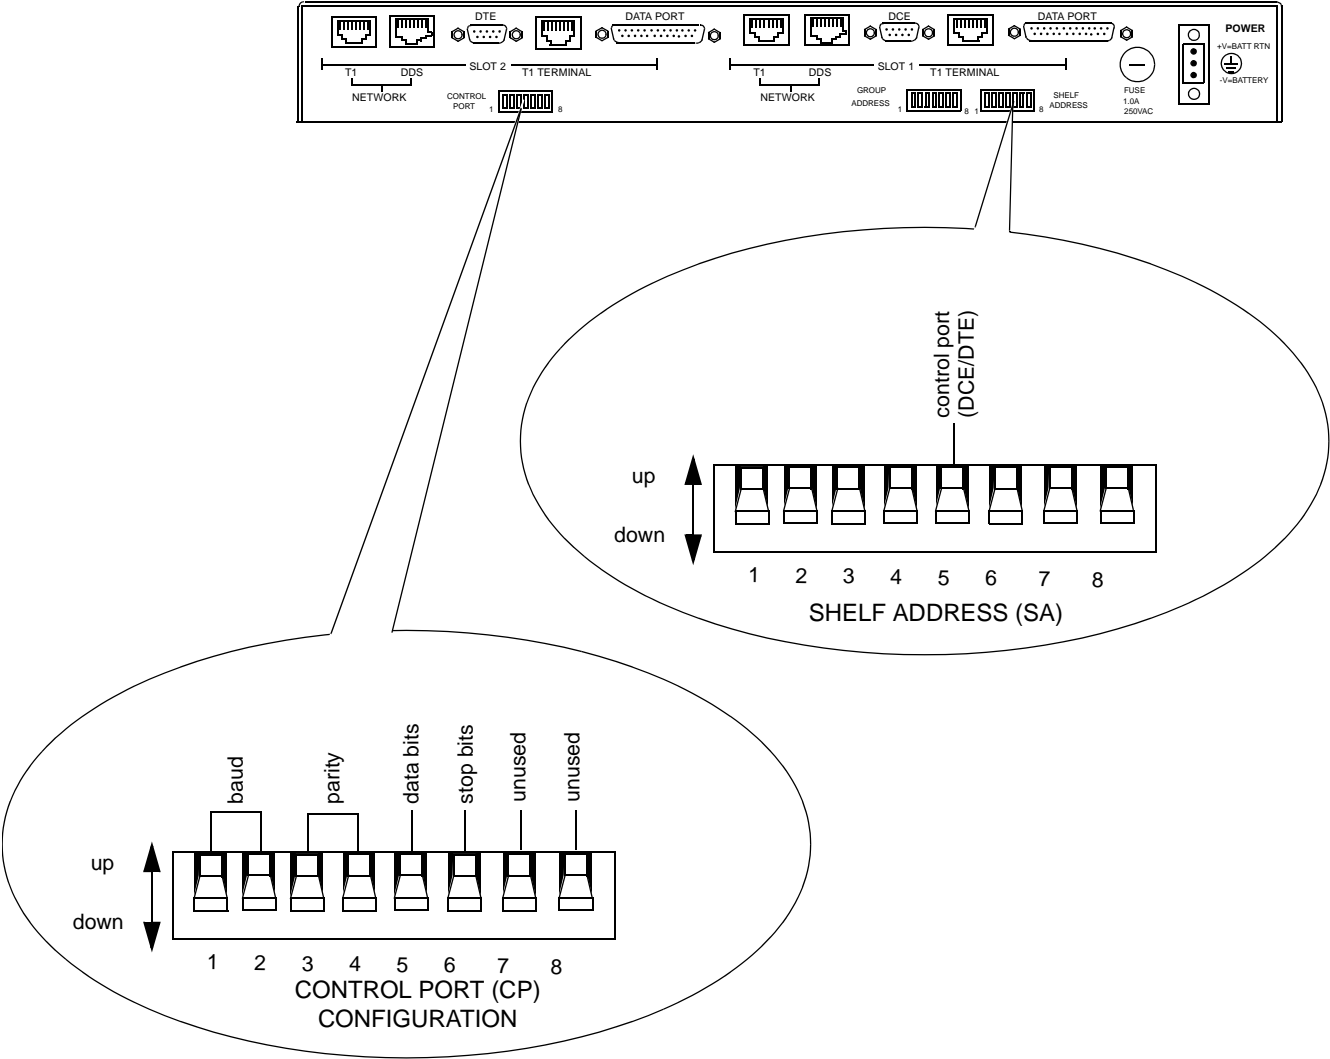 DTE DATA PORT DCE DATA PORT POWER
+V=BATT RTN
-V=BATTERY
T1 DDS SLOT 2 T1 TERMINAL T1 DDS SLOT 1 T1 TERMINAL
NETWORK NETWORK
CONTROL
PORT 1 8
GROUP
ADDRESS 1 8 1 8
SHELF
ADDRESS
FUSE
1.0A
250VAC
control port
(DCE/DTE)
up
down
1 2 3 4 5 6 7 8
SHELF ADDRESS (SA)
baud parity data bits stop bits unused unused
up
down
1 2 3 4 5 6 7 8
CONTROL PORT (CP)
CONFIGURATION